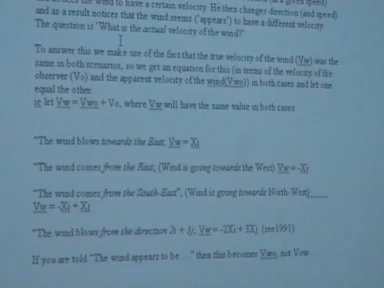 the wind to have a certain velocity. He then changes direction (and speed)
and as a result notices that the wind seems ("appears") to have a different velocity.
The question is "What is the actual velocity of the wind?"
To answer this we make use of the fact that the true velocity of the wind (Vw) was the
same in both scenarios, so we get an equation for this (in terms of the velocity of the
observer (Vo) and the apparent velocity of the wind(Vwo)) in both cases and let one
equal the other.
ie let Vw = Vwo + Vo, where Vw will have the same value in both cases
"The wind blows towards the East, Vw = Xi
"The wind comes from the East, (Wind is going towards the West) Vw = -Xi
"The wind comes from the South-East", (Wind is going towards North-West)
Vw = -Xi + Xj
"The wind blows from the direction 2i + 3j, Vw = -2Xi + 3Xj (see1991)
If you are told "The wind appears to be ..." then this becomes Vwo, not Vow